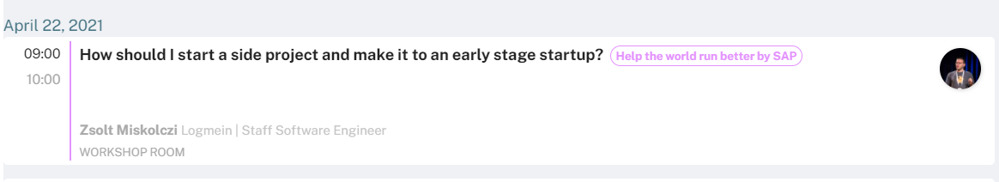 April 22, 2021
09:00 How should I start a side project and make it to an early stage startup? Help the world run better by SAP
10:00
Zsolt Miskolczi Logmein | Staff Software Engineer
WORKSHOP ROOM